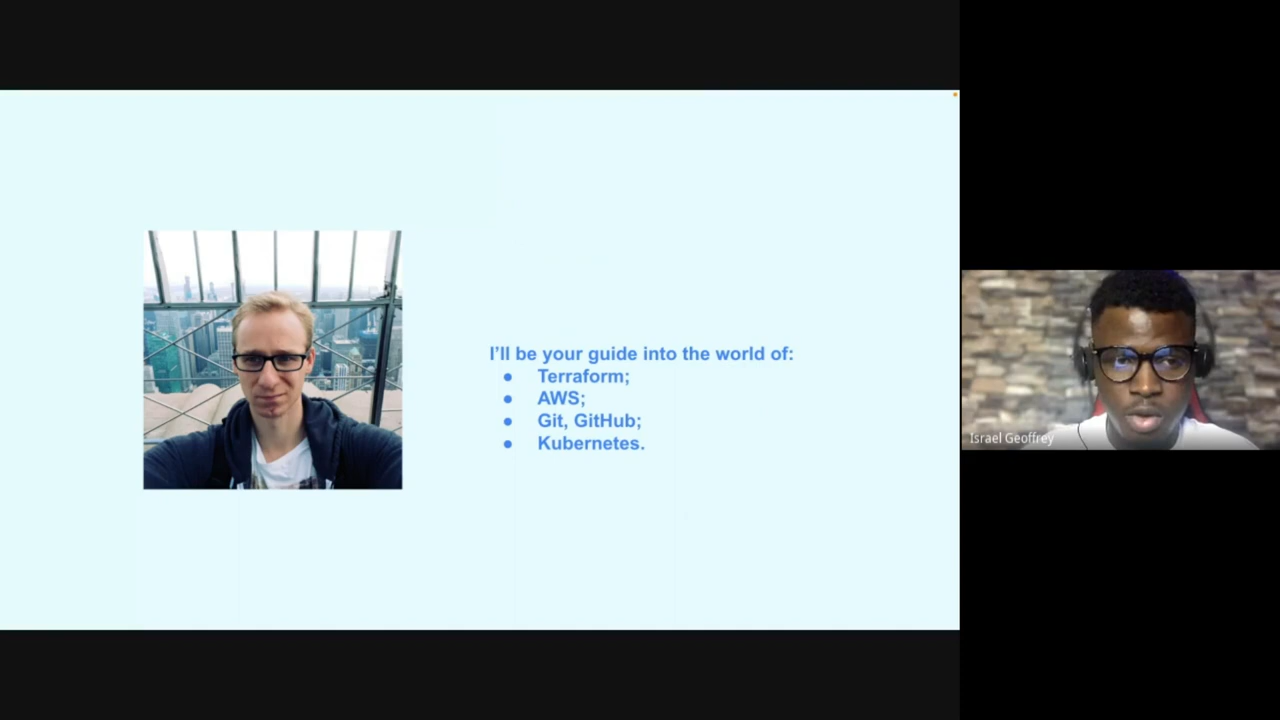 I'll be your guide into the world of:
● Terraform;
● AWS;
● Git, GitHub;
● Kubernetes.
Israel Geoffrey